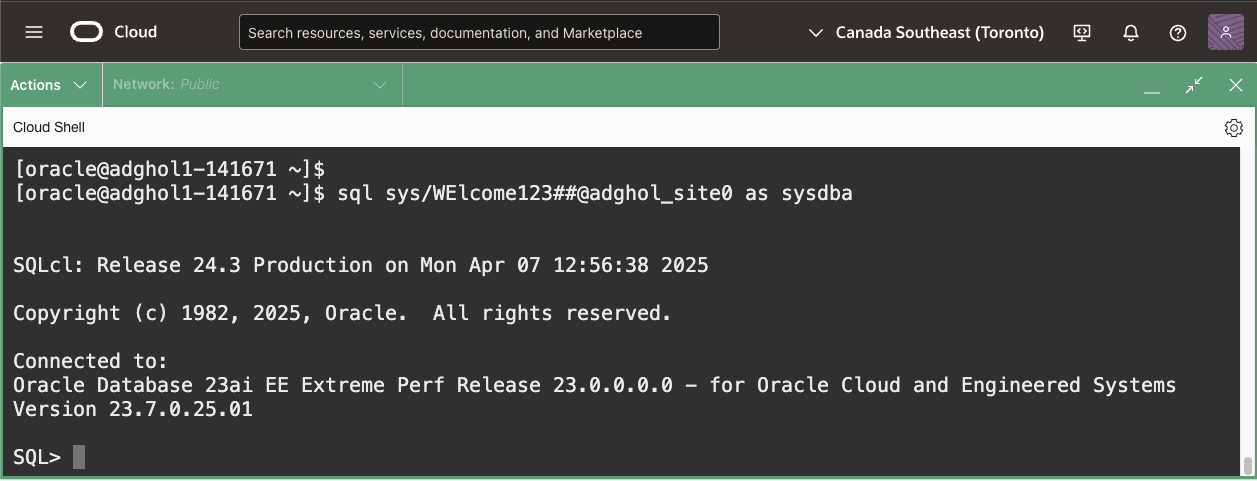 Cloud
Search resources, services, documentation, and Marketplace
Canada Southeast (Toronto)
Actions
Network: Public
Cloud Shell
[oracle@adghol1-141671 ~]$
[oracle@adghol1-141671 ~]$ sql sys/WElcome123##@adghol_site0 as sysdba
SQLcl: Release 24.3 Production on Mon Apr 07 12:56:38 2025
Copyright (c) 1982, 2025, Oracle.  All rights reserved.
Connected to:
Oracle Database 23ai EE Extreme Perf Release 23.0.0.0.0 - for Oracle Cloud and Engineered Systems
Version 23.7.0.25.01
SQL>